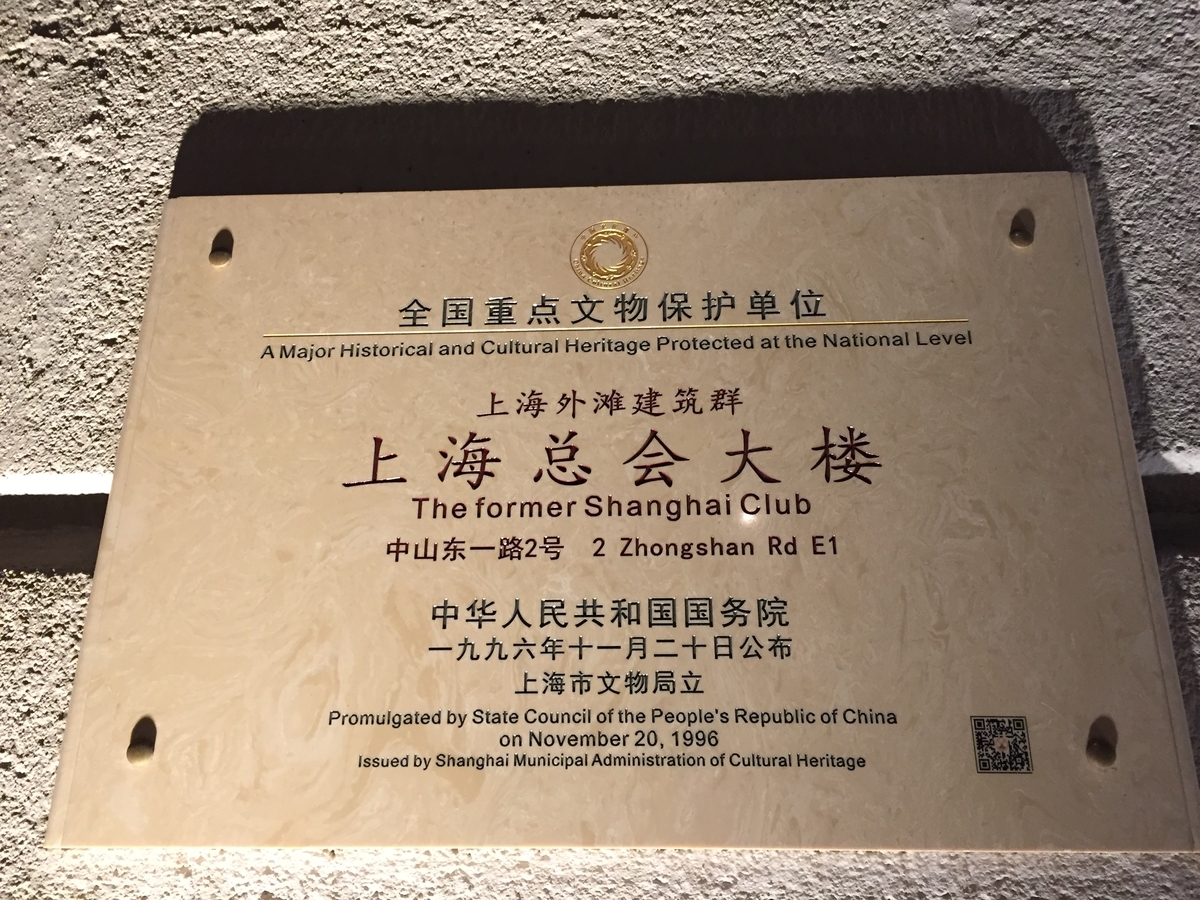 全国重点文物保护单位
A Major Historical and Cultural Heritage Protected at the National Level
上海外滩建筑群
上海总会大楼
The former Shanghai Club
中山东一路2号 2 Zhongshan Rd E1
中华人民共和国国务院
一九九六年十一月二十日公布
上海市文物局立
Promulgated by State Council of the People's Republic of China
on November 20, 1996
Issued by Shanghai Municipal Administration of Cultural Heritage